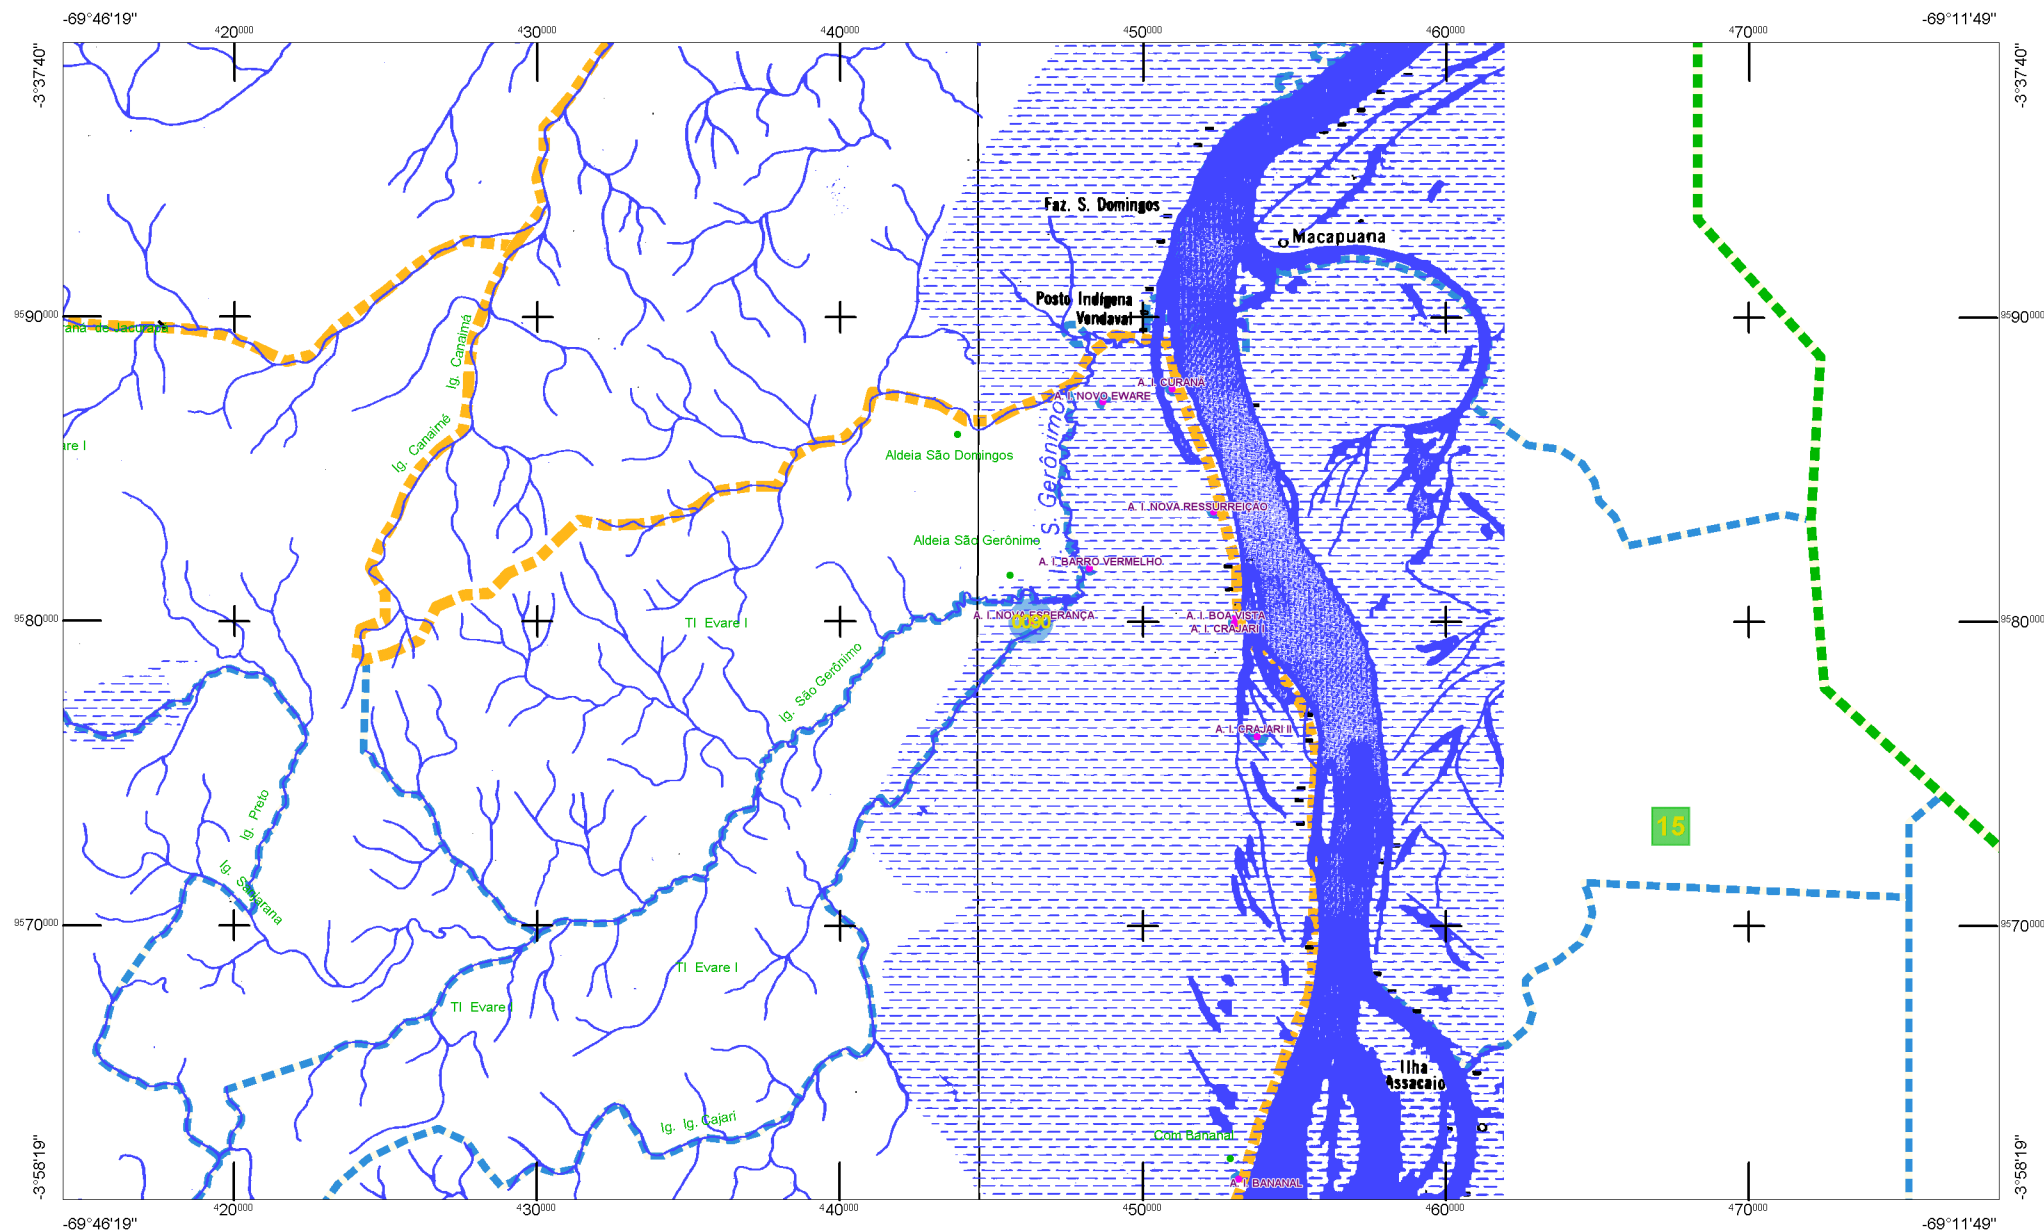 -69°46'19"
-69°11'49"
420000
430000
440000
450000
460000
470000
-3°37'40"
-3°37'40"
Faz. S. Domingos
Macapuana
Posto Indígena
Vendaval
9590000
9590000
Ig. Canaimá
A. I. CURANÁ
A. I. NOVO EWARE
Ig. Canaimé
are I
Aldeia São Domingos
S. Gerônimo
A. I. NOVA RESSURREIÇÃO
Aldeia São Gerônimo
A. I. BARRO VERMELHO
9580000
TI Evare I
A. I. NOVA ESPERANÇA
0090
A. I. BOA VISTA
A. I. CRAJARI I
9580000
Ig. São Gerônimo
A. I. CRAJARI II
Ig. Preto
15
Ig.
9570000
9570000
TI Evare I
TI Evare
Ilha
Assacaio
Ig. Ig. Cajari
Com Bananal
A. I. BANANAL
-3°58'19"
-3°58'19"
420000
430000
440000
450000
460000
470000
-69°46'19"
-69°11'49"